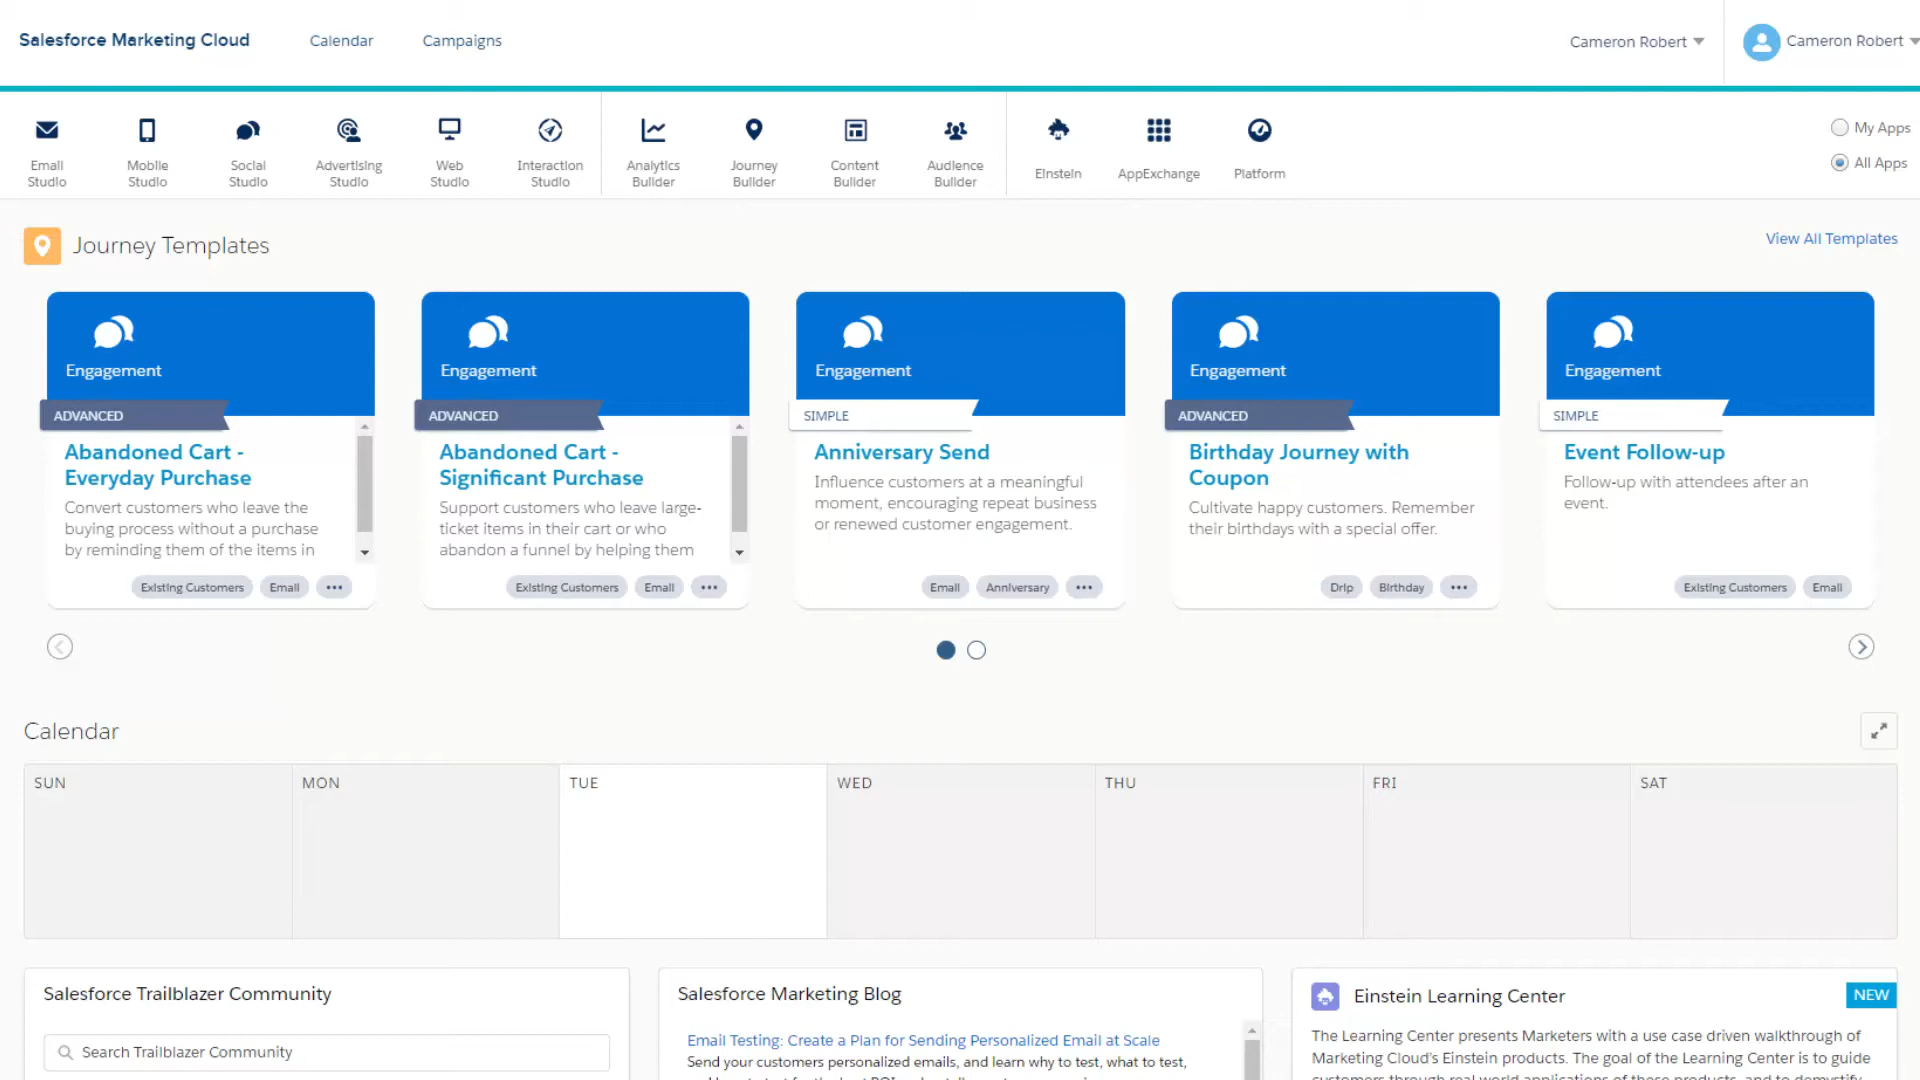 Salesforce Marketing Cloud
Calendar
Campaigns
Cameron Robert
Cameron Robert
Email
Studio
Mobile
Studio
Social
Studio
Advertising
Studio
Web
Studio
Interaction
Studio
Analytics
Builder
Journey
Builder
Content
Builder
Audience
Builder
Einstein
AppExchange
Platform
My Apps
All Apps
Journey Templates
View All Templates
Engagement
ADVANCED
Abandoned Cart -
Everyday Purchase
Convert customers who leave the
buying process without a purchase
by reminding them of the items in
Existing Customers
Email
Engagement
ADVANCED
Abandoned Cart -
Significant Purchase
Support customers who leave large-
ticket items in their cart or who
abandon a funnel by helping them
Existing Customers
Email
Engagement
SIMPLE
Anniversary Send
Influence customers at a meaningful
moment, encouraging repeat business
or renewed customer engagement.
Email
Anniversary
Engagement
ADVANCED
Birthday Journey with
Coupon
Cultivate happy customers. Remember
their birthdays with a special offer.
Drip
Birthday
Engagement
SIMPLE
Event Follow-up
Follow-up with attendees after an
event.
Existing Customers
Email
Calendar
SUN
MON
TUE
WED
THU
FRI
SAT
Salesforce Trailblazer Community
Search Trailblazer Community
Salesforce Marketing Blog
Email Testing: Create a Plan for Sending Personalized Email at Scale
Send your customers personalized emails, and learn why to test, what to test,
Einstein Learning Center
NEW
The Learning Center presents Marketers with a use case driven walkthrough of
Marketing Cloud's Einstein products. The goal of the Learning Center is to guide
customers through real world applications of these products, and to demystify